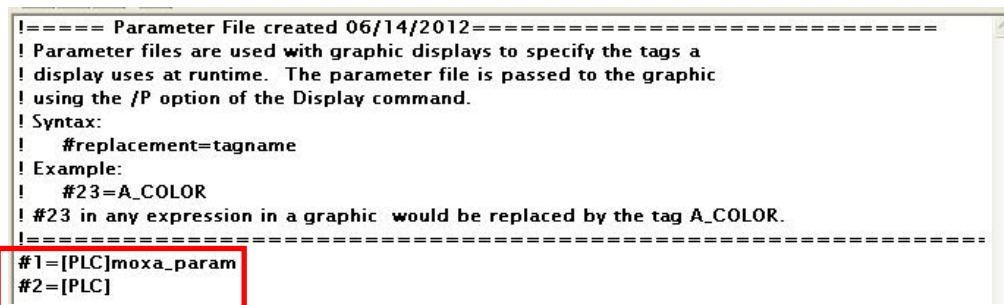 !===== Parameter File created 06/14/2012=============================
! Parameter files are used with graphic displays to specify the tags a
! display uses at runtime.  The parameter file is passed to the graphic
! using the /P option of the Display command.
! Syntax:
!    #replacement=tagname
! Example:
!    #23=A_COLOR
! #23 in any expression in a graphic  would be replaced by the tag A_COLOR.
!===========================================================
#1=[PLC]moxa_param
#2=[PLC]